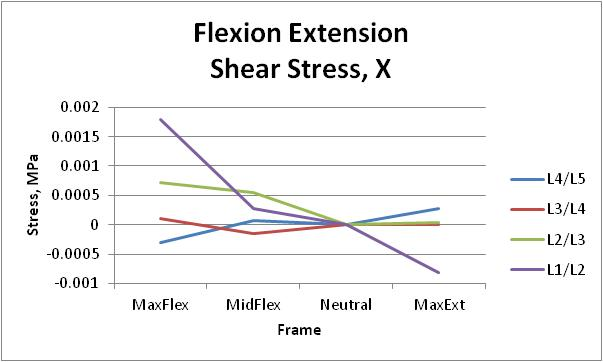 Flexion Extension
Shear Stress, X
0.002
0.0015
0.001
0.0005
0
-0.0005
-0.001
Stress, MPa
MaxFlex MidFlex Neutral MaxExt
Frame
L4/L5
L3/L4
L2/L3
L1/L2